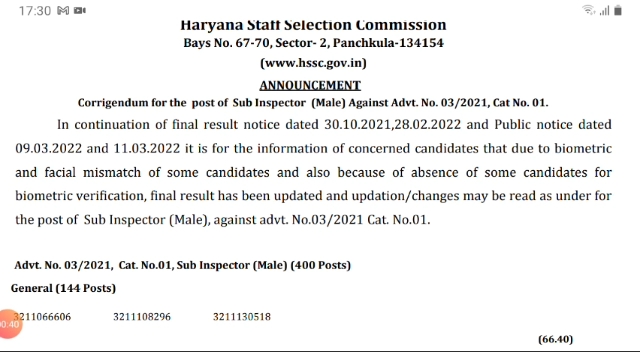 17:30
Haryana Staff Selection Commission
Bays No. 67-70, Sector- 2, Panchkula-134154
(www.hssc.gov.in)
ANNOUNCEMENT
Corrigendum for the post of Sub Inspector (Male) Against Advt. No. 03/2021, Cat No. 01.
In continuation of final result notice dated 30.10.2021,28.02.2022 and Public notice dated
09.03.2022 and 11.03.2022 it is for the information of concerned candidates that due to biometric
and facial mismatch of some candidates and also because of absence of some candidates for
biometric verification, final result has been updated and updation/changes may be read as under for
the post of Sub Inspector (Male), against advt. No.03/2021 Cat. No.01.
Advt. No. 03/2021, Cat. No.01, Sub Inspector (Male) (400 Posts)
General (144 Posts)
3211066606 3211108296 3211130518
0:40
(66.40)